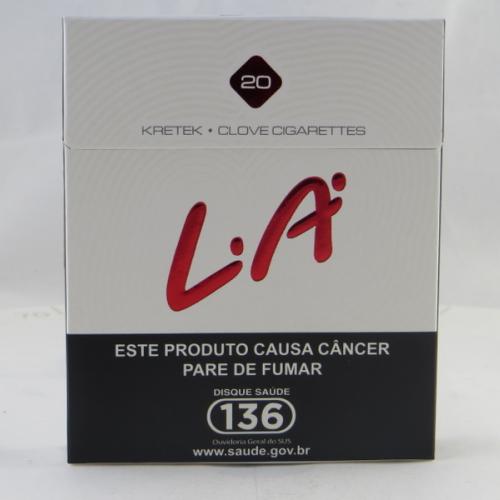 20
KRETEK • CLOVE CIGARETTES
L.A.
ESTE PRODUTO CAUSA CÂNCER
PARE DE FUMAR
DISQUE SAÚDE
136
Ouvidoria Geral do SUS
www.saude.gov.br